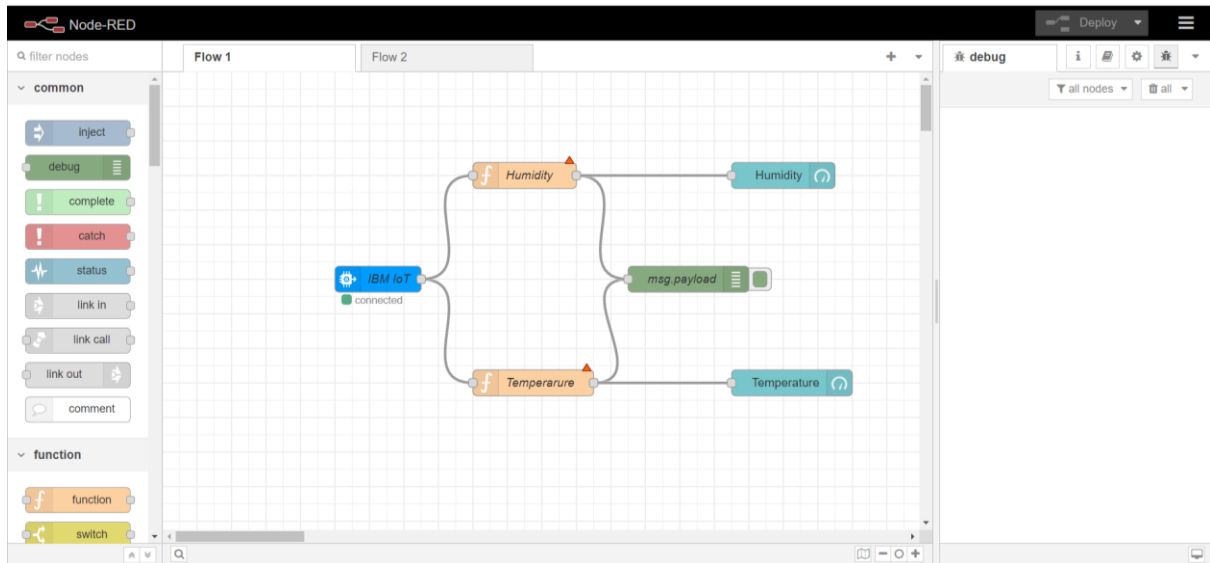 Node-RED
Deploy
filter nodes
Flow 1
Flow 2
debug
i
all nodes
all
common
inject
debug
complete
catch
status
link in
link call
link out
comment
function
function
switch
Humidity
Humidity
IBM IoT
connected
msg.payload
Temperarure
Temperature